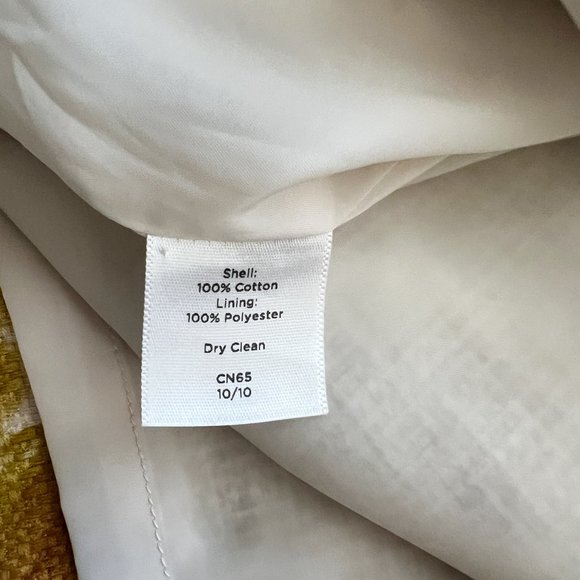 Shell:
100% Cotton
Lining:
100% Polyester
Dry Clean
CN65
10/10